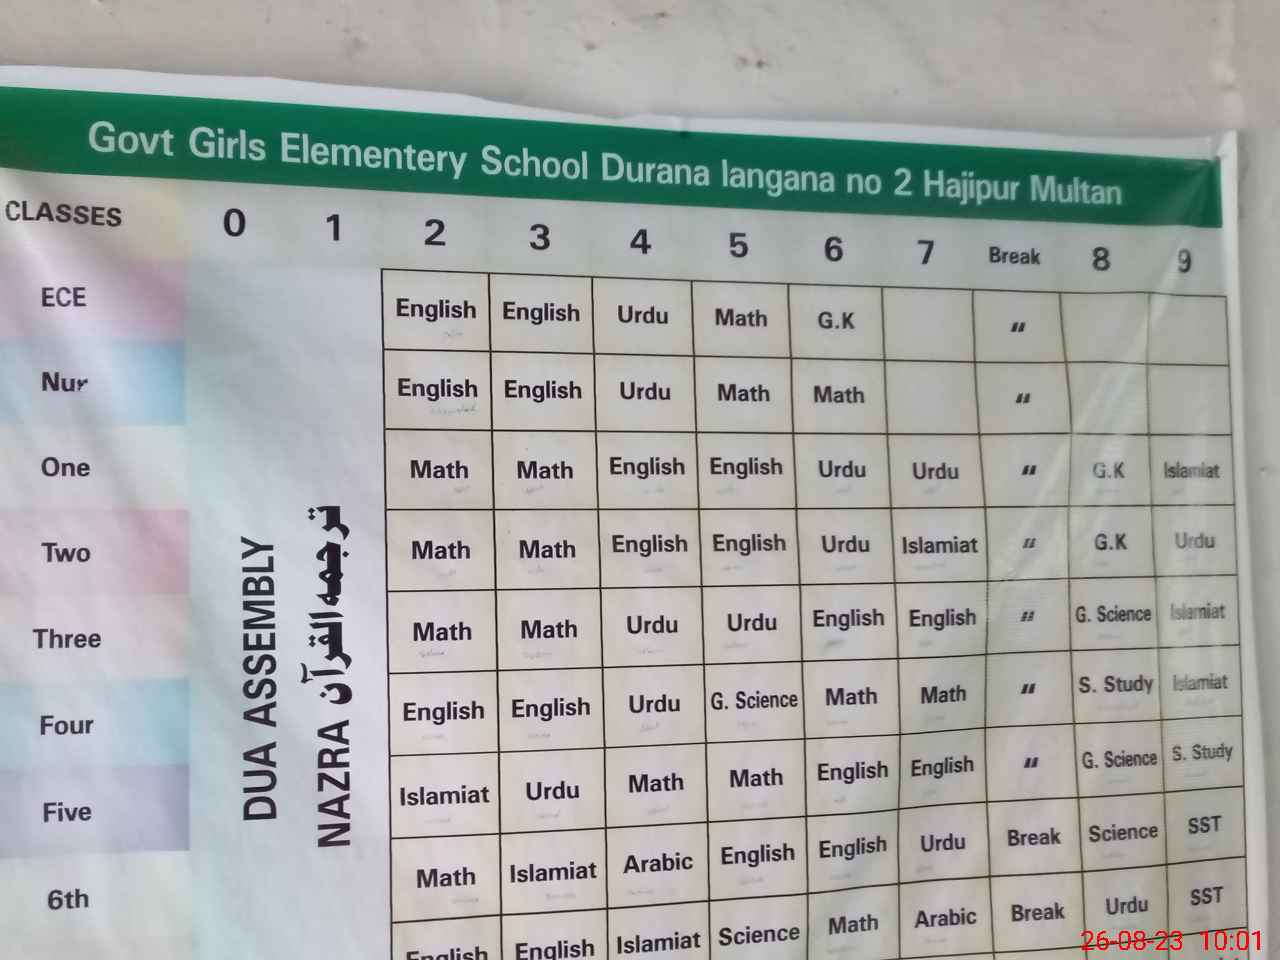 Govt Girls Elementery School Durana langana no 2 Hajipur Multan
CLASSES 0 1 2 3 4 5 6 7 Break 8 9
DUA ASSEMBLY
NAZRA ترجمہ القرآن
ECE English English Urdu Math G.K "
Nur English English Urdu Math Math "
One Math Math English English Urdu Urdu " G.K Islamiat
Two Math Math English English Urdu Islamiat " G.K Urdu
Three Math Math Urdu Urdu English English " G. Science Islamiat
Four English English Urdu G. Science Math Math " S. Study Islamiat
Five Islamiat Urdu Math Math English English " G. Science S. Study
6th Math Islamiat Arabic English English Urdu Break Science SST
English English Islamiat Science Math Arabic Break Urdu SST
26-08-23 10:01